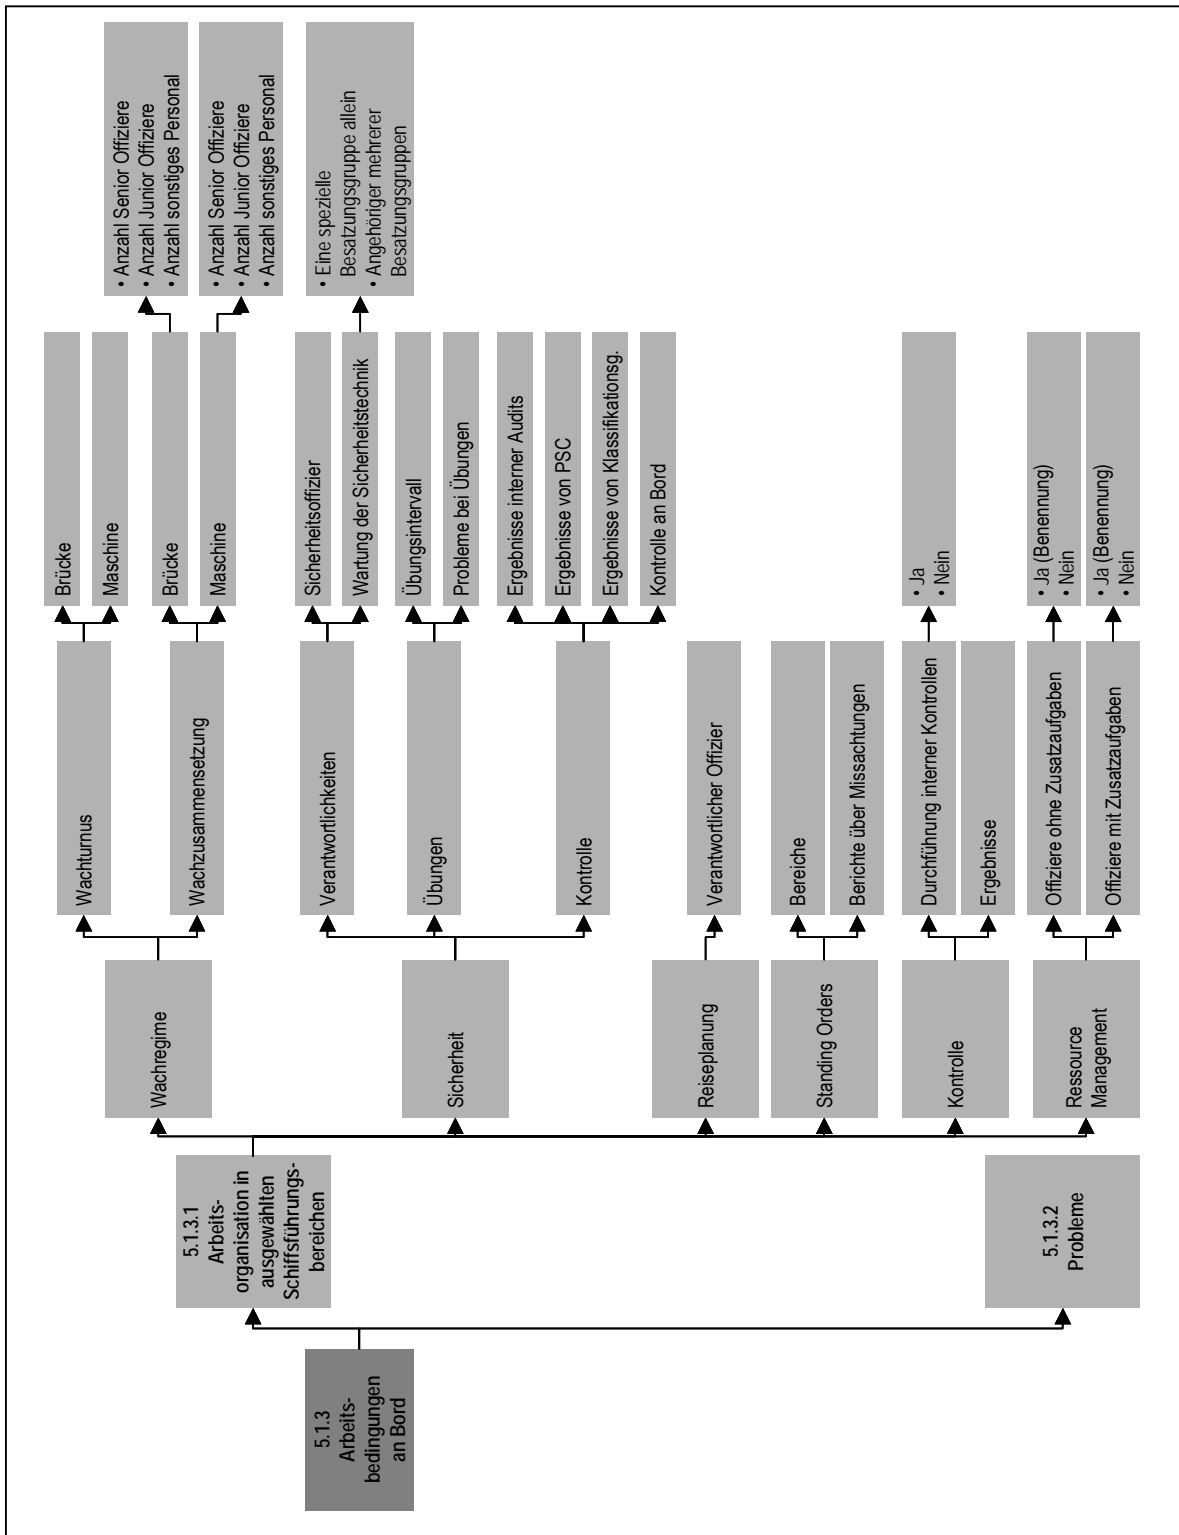 5.1.3
Arbeits-
bedingungen
an Bord
5.1.3.1
Arbeits-
organisation in
ausgewählten
Schiffsführungs-
bereichen
5.1.3.2
Probleme
Wachregime
Sicherheit
Reiseplanung
Standing Orders
Kontrolle
Ressource
Management
Wachturnus
Wachzusammensetzung
Verantwortlichkeiten
Übungen
Kontrolle
Verantwortlicher Offizier
Bereiche
Berichte über Missachtungen
Durchführung interner Kontrollen
Ergebnisse
Offiziere ohne Zusatzaufgaben
Offiziere mit Zusatzaufgaben
Brücke
Maschine
Brücke
Maschine
Sicherheitsoffizier
Wartung der Sicherheitstechnik
Übungsintervall
Probleme bei Übungen
Ergebnisse interner Audits
Ergebnisse von PSC
Ergebnisse von Klassifikationsg.
Kontrolle an Bord
• Ja
• Nein
• Ja (Benennung)
• Nein
• Ja (Benennung)
• Nein
• Anzahl Senior Offiziere
• Anzahl Junior Offiziere
• Anzahl sonstiges Personal
• Anzahl Senior Offiziere
• Anzahl Junior Offiziere
• Anzahl sonstiges Personal
• Eine spezielle
Besatzungsgruppe allein
• Angehöriger mehrerer
Besatzungsgruppen